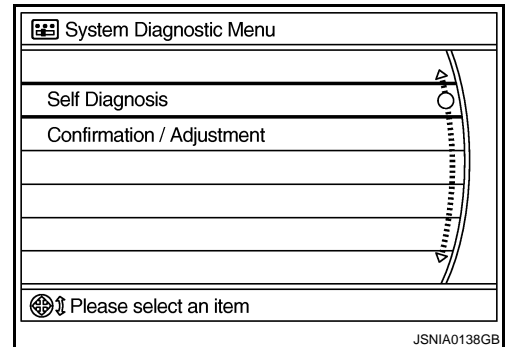 System Diagnostic Menu
Self Diagnosis
Confirmation / Adjustment
Please select an item
JSNIA0138GB